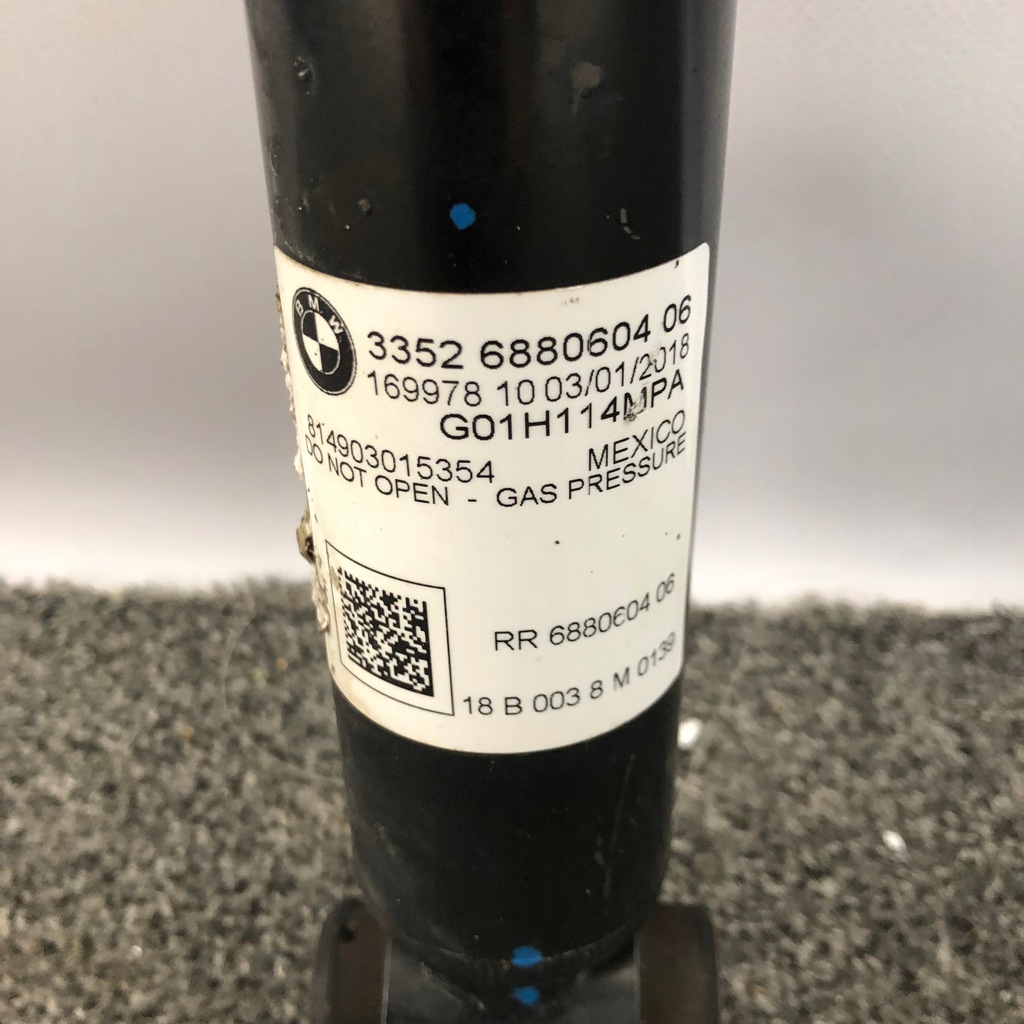 BMW
3352 6880604 06
169978 10 03/01/2018
G01H114MPA
814903015354 MEXICO
DO NOT OPEN - GAS PRESSURE
RR 6880604 06
18 B 003 8 M 0139